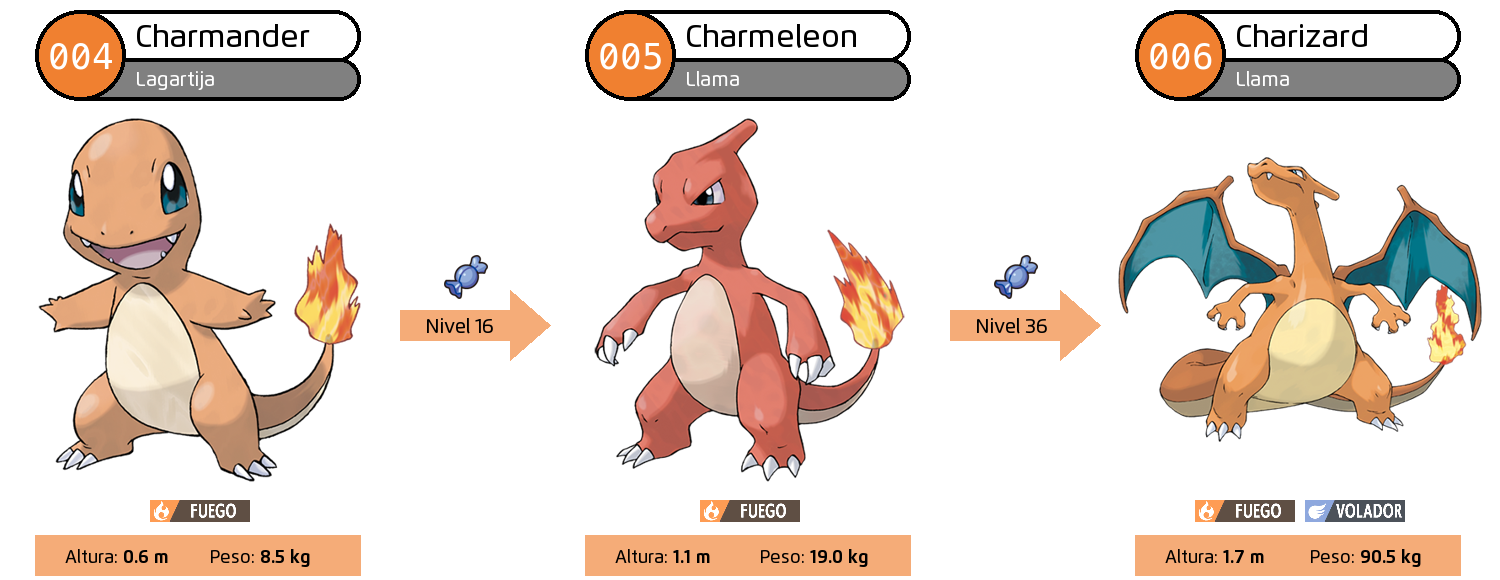 004
Charmander
Lagartija
005
Charmeleon
Llama
006
Charizard
Llama
Nivel 16
Nivel 36
FUEGO
FUEGO
FUEGO VOLADOR
Altura: 0.6 m Peso: 8.5 kg
Altura: 1.1 m Peso: 19.0 kg
Altura: 1.7 m Peso: 90.5 kg